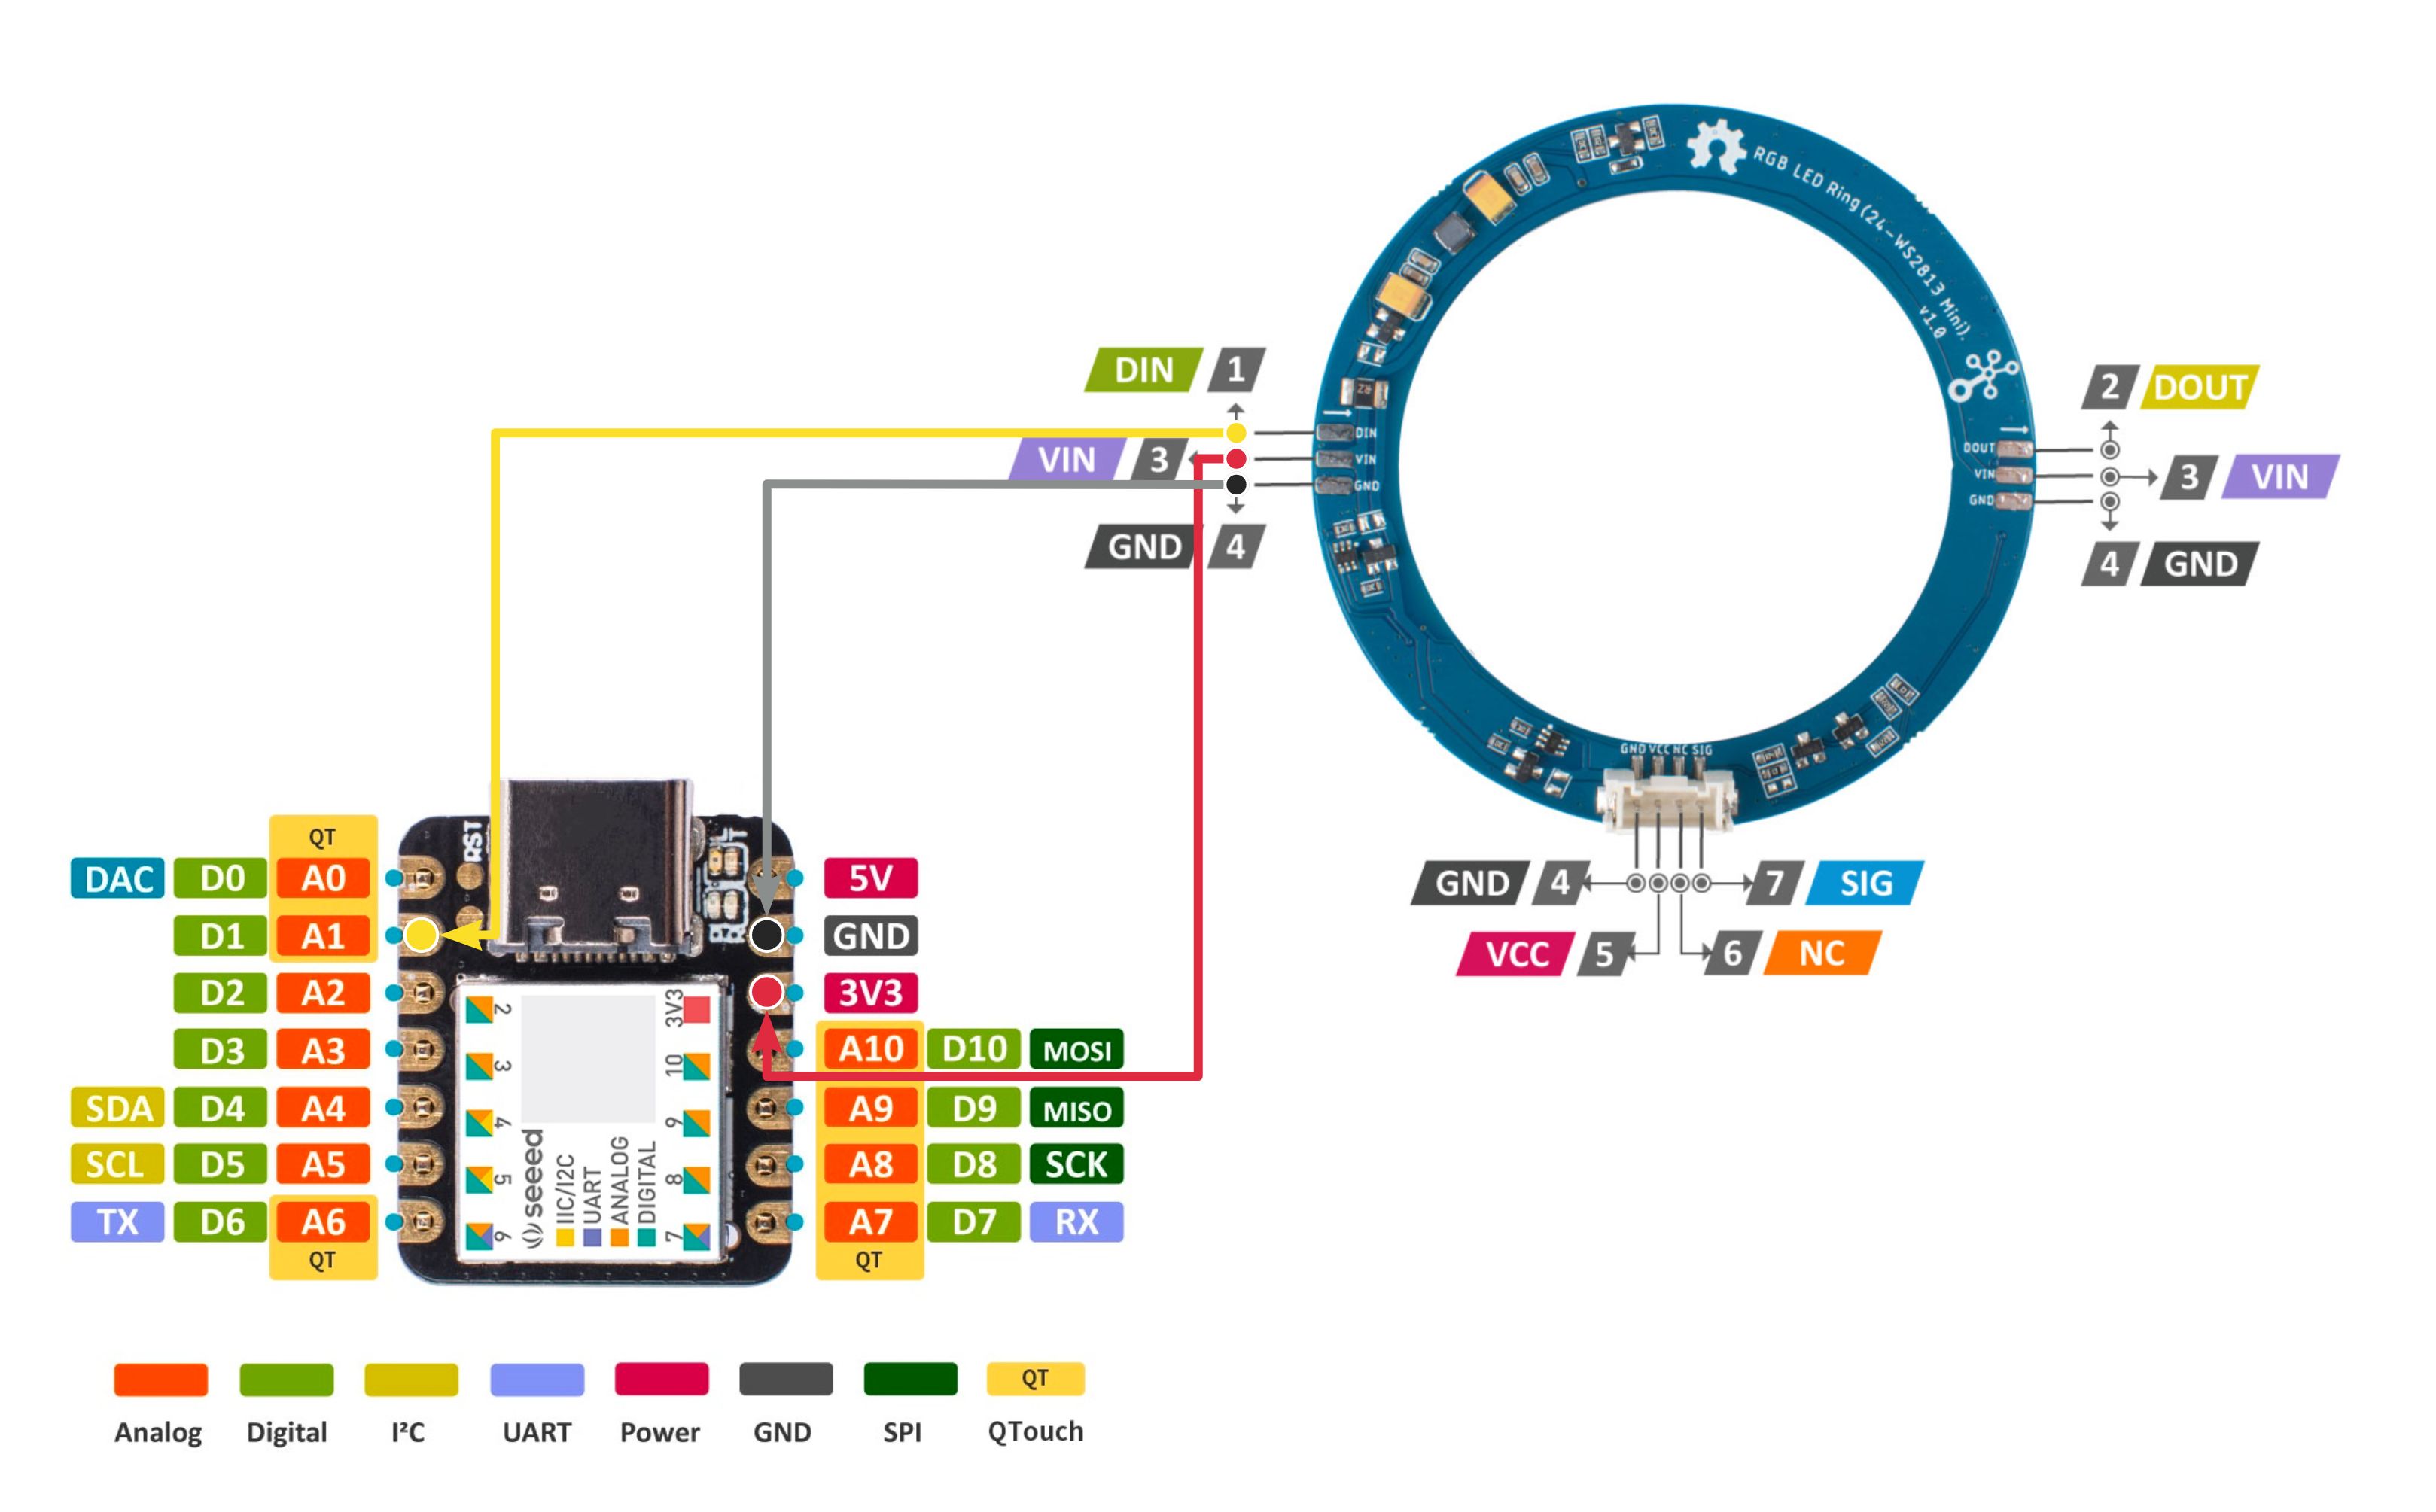 RGB LED Ring (24-WS2813 Mini).
v1.0
DIN 1
VIN 3
GND 4
DIN
VIN
GND
DOUT
VIN
GND
2 DOUT
3 VIN
4 GND
GND VCC NC SIG
GND 4
7 SIG
VCC 5
6 NC
RST
QT
DAC D0 A0
5V
D1 A1
GND
D2 A2
3V3
D3 A3
A10 D10 MOSI
SDA D4 A4
A9 D9 MISO
SCL D5 A5
A8 D8 SCK
TX D6 A6
A7 D7 RX
QT
QT
2
3
4
5
6
3V3
10
9
8
7
seeed
IIC/I2C
UART
ANALOG
DIGITAL
QT
Analog Digital I²C UART Power GND SPI QTouch